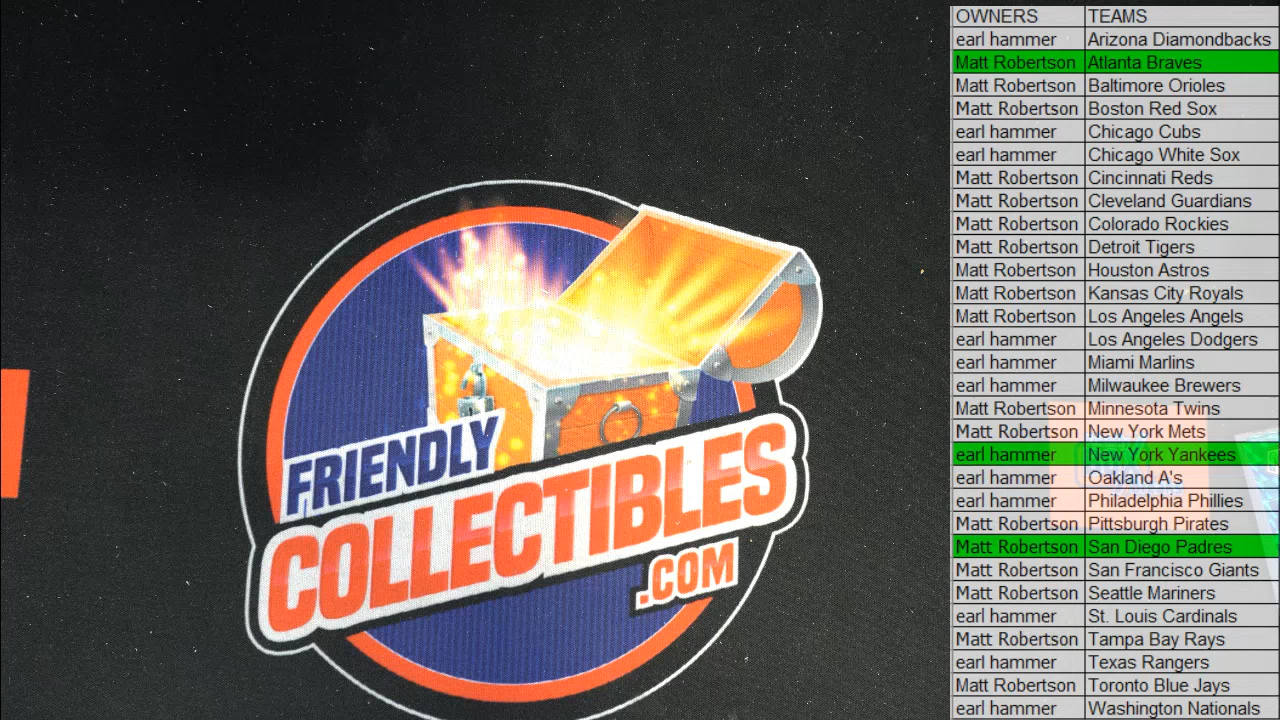 FRIENDLY
COLLECTIBLES
.COM
OWNERS TEAMS
earl hammer Arizona Diamondbacks
Matt Robertson Atlanta Braves
Matt Robertson Baltimore Orioles
Matt Robertson Boston Red Sox
earl hammer Chicago Cubs
earl hammer Chicago White Sox
Matt Robertson Cincinnati Reds
Matt Robertson Cleveland Guardians
Matt Robertson Colorado Rockies
Matt Robertson Detroit Tigers
Matt Robertson Houston Astros
Matt Robertson Kansas City Royals
Matt Robertson Los Angeles Angels
earl hammer Los Angeles Dodgers
earl hammer Miami Marlins
earl hammer Milwaukee Brewers
Matt Robertson Minnesota Twins
Matt Robertson New York Mets
earl hammer New York Yankees
earl hammer Oakland A's
earl hammer Philadelphia Phillies
Matt Robertson Pittsburgh Pirates
Matt Robertson San Diego Padres
Matt Robertson San Francisco Giants
Matt Robertson Seattle Mariners
earl hammer St. Louis Cardinals
Matt Robertson Tampa Bay Rays
earl hammer Texas Rangers
Matt Robertson Toronto Blue Jays
earl hammer Washington Nationals